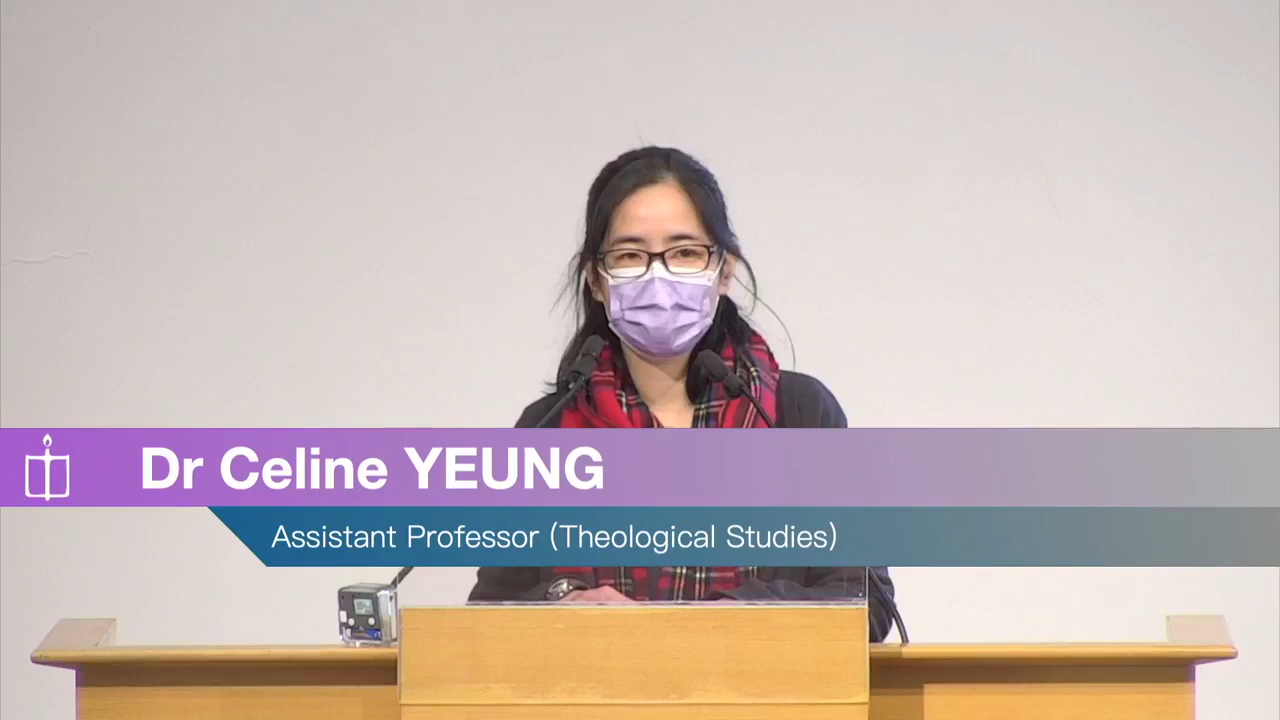 Dr Celine YEUNG
Assistant Professor (Theological Studies)